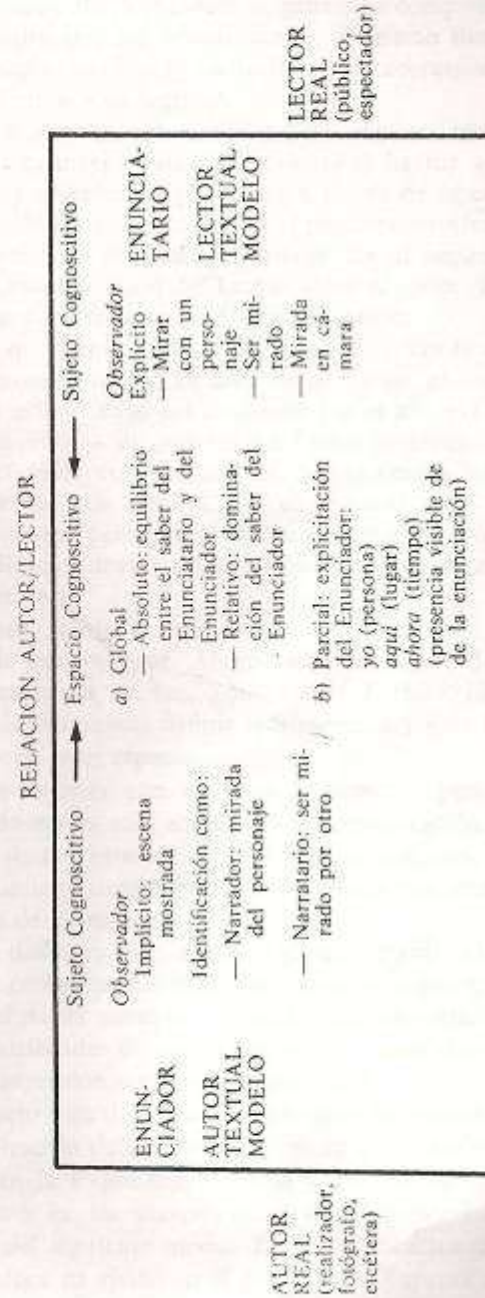 RELACION AUTOR/LECTOR
Sujeto Cognoscitivo → Espacio Cognoscitivo ← Sujeto Cognoscitivo
AUTOR
REAL
(realizador,
fotógrafo,
etcétera)
ENUN-
CIADOR
AUTOR
TEXTUAL
MODELO
Observador
Implícito: escena
mostrada
Identificación como:
— Narrador: mirada
del personaje
— Narratario: ser mi-
rado por otro
a) Global
— Absoluto: equilibrio
entre el saber del
Enunciatario y del
Enunciador
— Relativo: domina-
ción del saber del
Enunciador
b) Parcial: explicitación
del Enunciador:
yo (persona)
aquí (lugar)
ahora (tiempo)
(presencia visible de
de la enunciación)
Observador
Explícito
— Mirar
con un
perso-
naje
— Ser mi-
rado
— Mirada
en cá-
mara
ENUNCIA-
TARIO
LECTOR
TEXTUAL
MODELO
LECTOR
REAL
(público,
espectador)